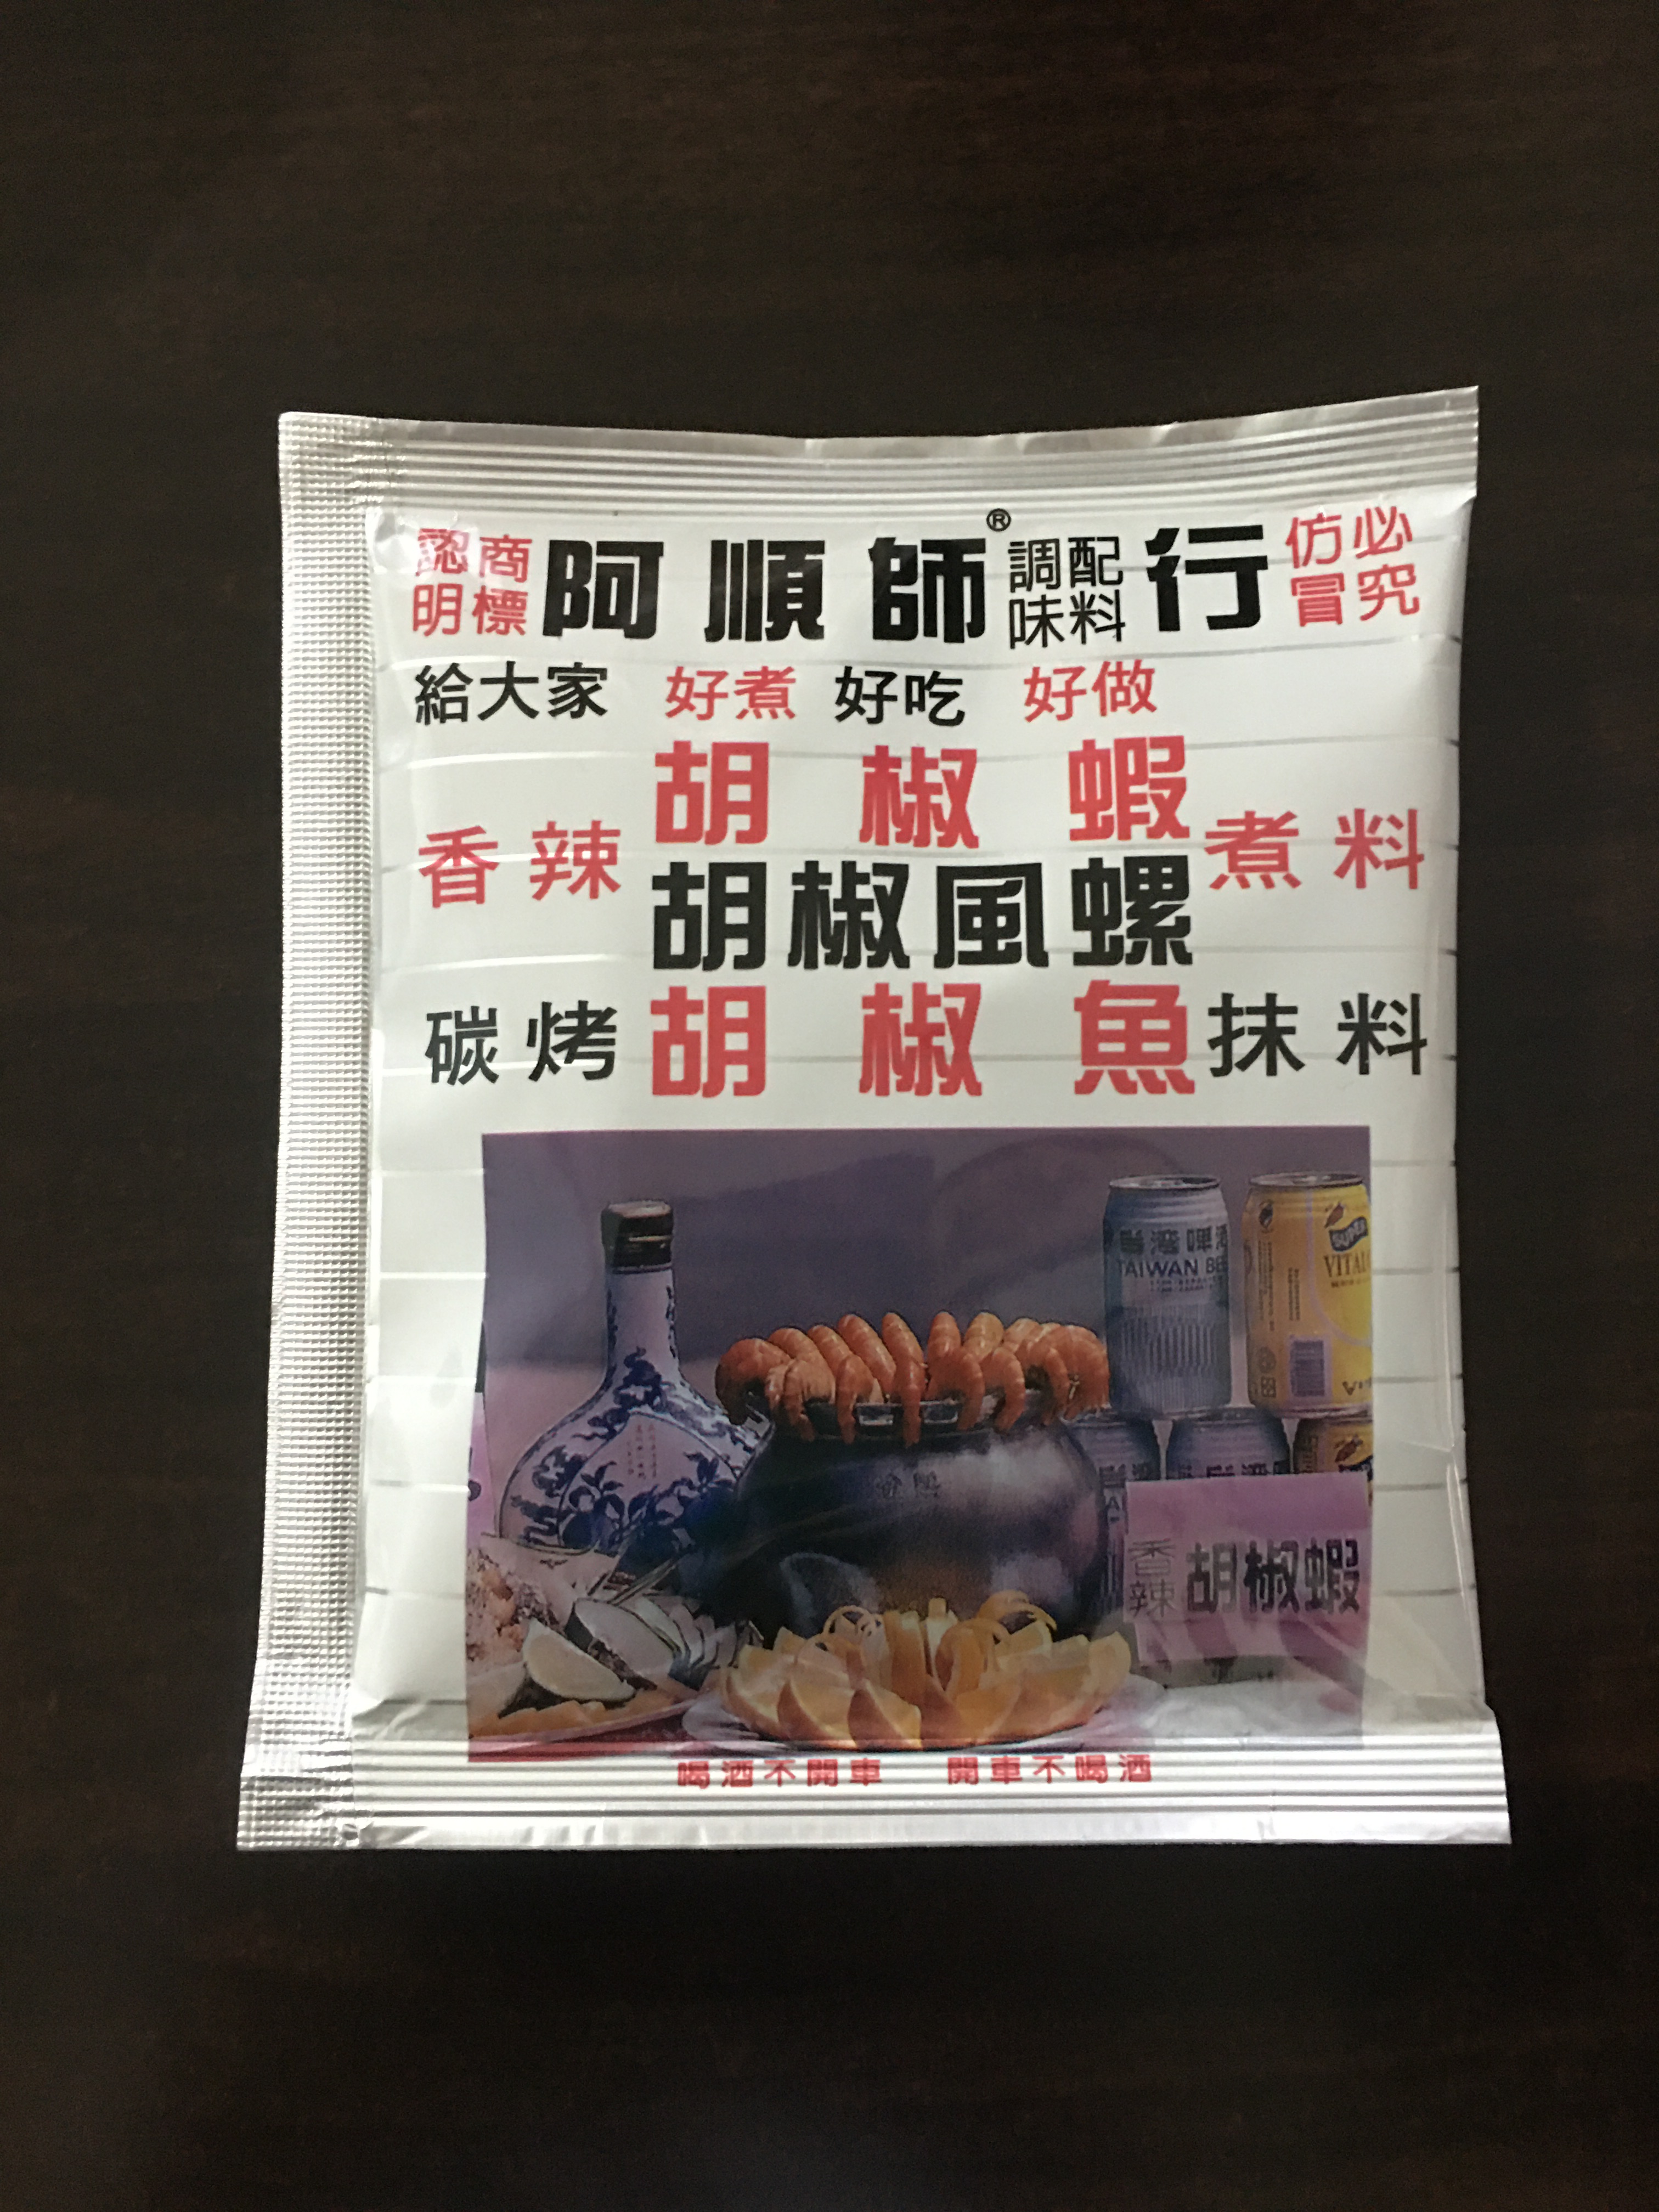 認明商標 阿順師® 調味配料 行 仿冒必究
給大家 好煮 好吃 好做
胡椒蝦
香辣 煮料
胡椒風螺
碳烤 胡椒魚 抹料
台灣啤酒
TAIWAN BE
SUPER
VITAL
香辣 胡椒蝦
喝酒不開車 開車不喝酒